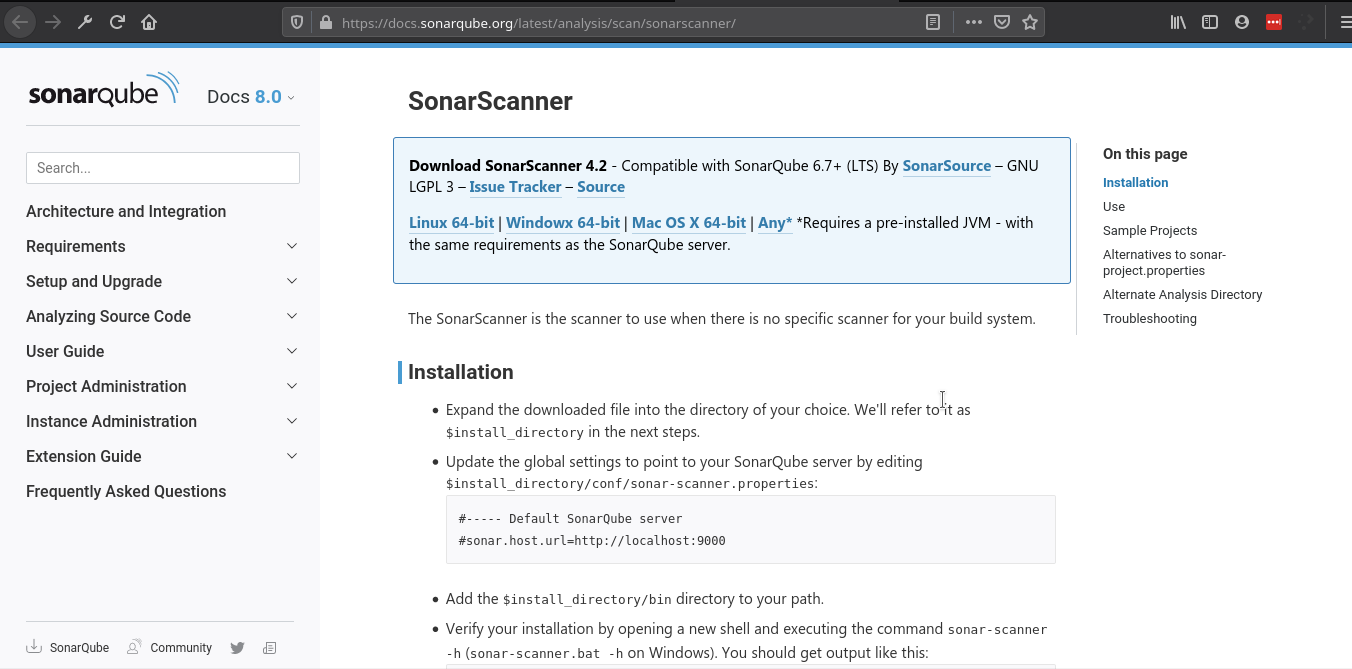 https://docs.sonarqube.org/latest/analysis/scan/sonarscanner/
sonarqube
Docs 8.0
Search...
Architecture and Integration
Requirements
Setup and Upgrade
Analyzing Source Code
User Guide
Project Administration
Instance Administration
Extension Guide
Frequently Asked Questions
SonarQube
Community
SonarScanner
Download SonarScanner 4.2 - Compatible with SonarQube 6.7+ (LTS) By SonarSource – GNU
LGPL 3 – Issue Tracker – Source
Linux 64-bit | Windowx 64-bit | Mac OS X 64-bit | Any* *Requires a pre-installed JVM - with
the same requirements as the SonarQube server.
The SonarScanner is the scanner to use when there is no specific scanner for your build system.
Installation
• Expand the downloaded file into the directory of your choice. We'll refer to it as
$install_directory in the next steps.
• Update the global settings to point to your SonarQube server by editing
$install_directory/conf/sonar-scanner.properties:
#----- Default SonarQube server
#sonar.host.url=http://localhost:9000
• Add the $install_directory/bin directory to your path.
• Verify your installation by opening a new shell and executing the command sonar-scanner
-h (sonar-scanner.bat -h on Windows). You should get output like this:
On this page
Installation
Use
Sample Projects
Alternatives to sonar-
project.properties
Alternate Analysis Directory
Troubleshooting